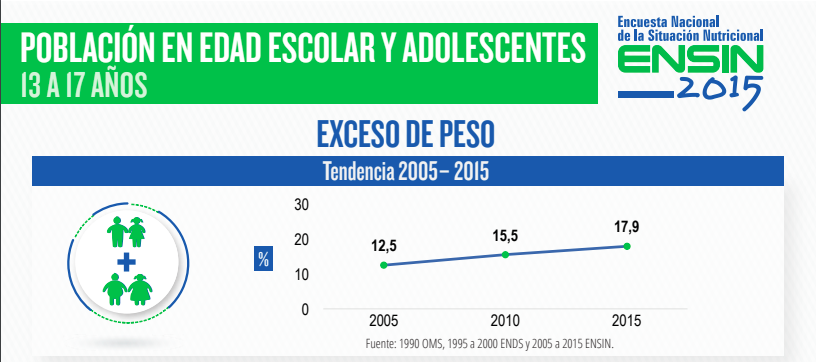 POBLACIÓN EN EDAD ESCOLAR Y ADOLESCENTES
13 A 17 AÑOS
Encuesta Nacional
de la Situación Nutricional
ENSIN
2015
EXCESO DE PESO
Tendencia 2005– 2015
%
30
20
10
0
12,5
15,5
17,9
2005
2010
2015
Fuente: 1990 OMS, 1995 a 2000 ENDS y 2005 a 2015 ENSIN.